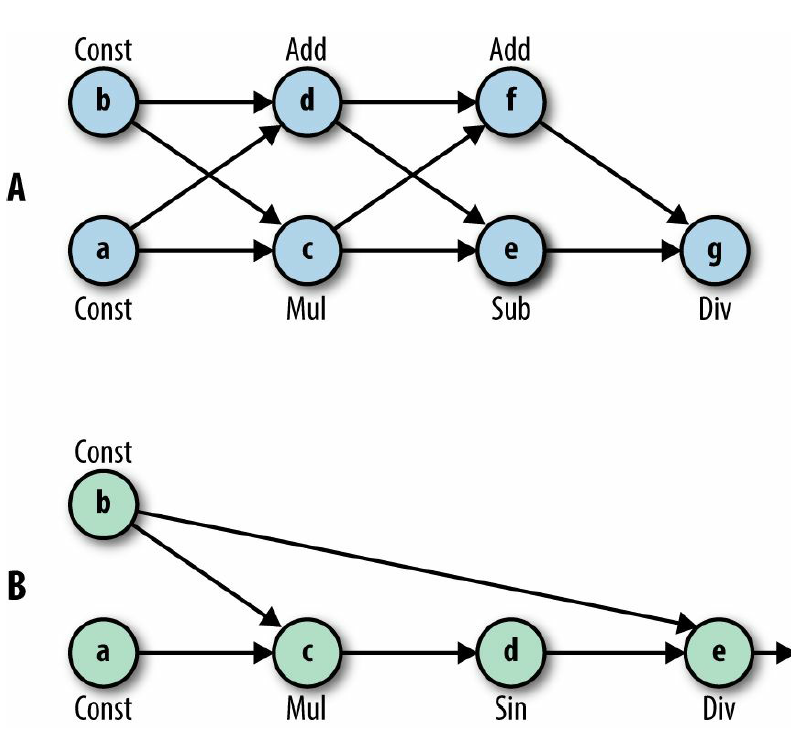 Const Add Add
b d f
A
a c e g
Const Mul Sub Div
Const
b
B
a c d e
Const Mul Sin Div